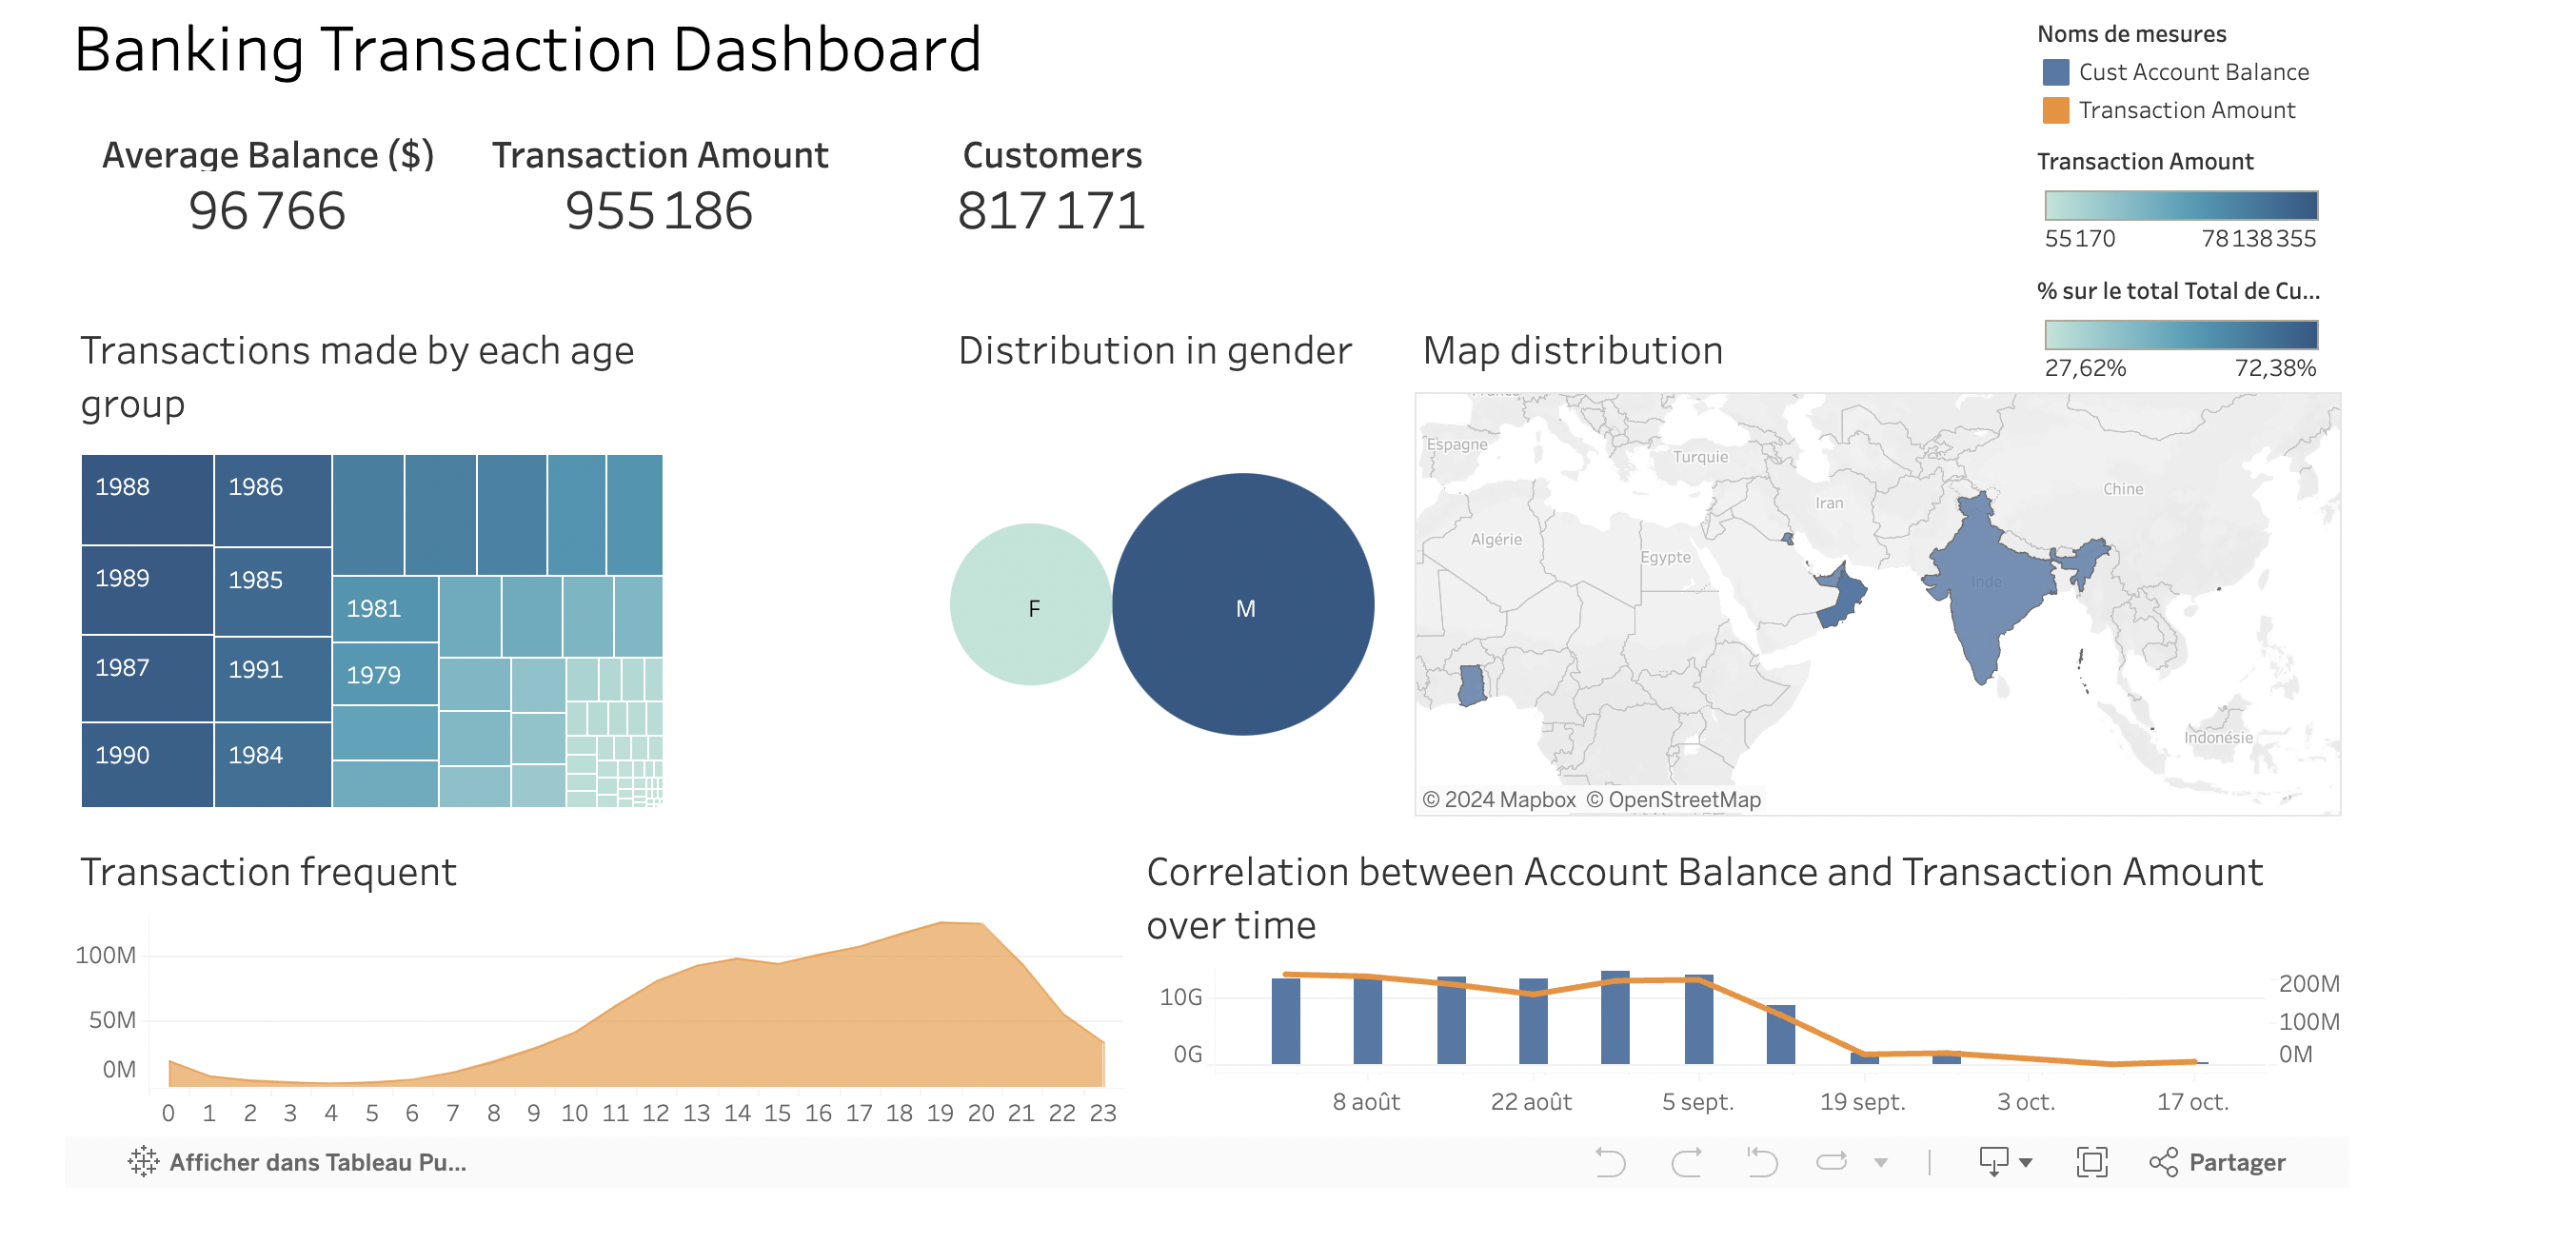 Banking Transaction Dashboard
Noms de mesures
Cust Account Balance
Transaction Amount
Average Balance ($)
96 766
Transaction Amount
955 186
Customers
817 171
Transaction Amount
55 170 78 138 355
% sur le total Total de Cu...
27,62% 72,38%
Transactions made by each age
group
1988 1986
1989 1985
1981
1987 1991 1979
1990 1984
Distribution in gender
F M
Map distribution
Espagne
Turquie
Chine
Iran
Algérie
Egypte
Inde
Indonésie
© 2024 Mapbox © OpenStreetMap
Transaction frequent
100M
50M
0M
0 1 2 3 4 5 6 7 8 9 10 11 12 13 14 15 16 17 18 19 20 21 22 23
Correlation between Account Balance and Transaction Amount
over time
10G
0G
200M
100M
0M
8 août 22 août 5 sept. 19 sept. 3 oct. 17 oct.
Afficher dans Tableau Pu...
Partager